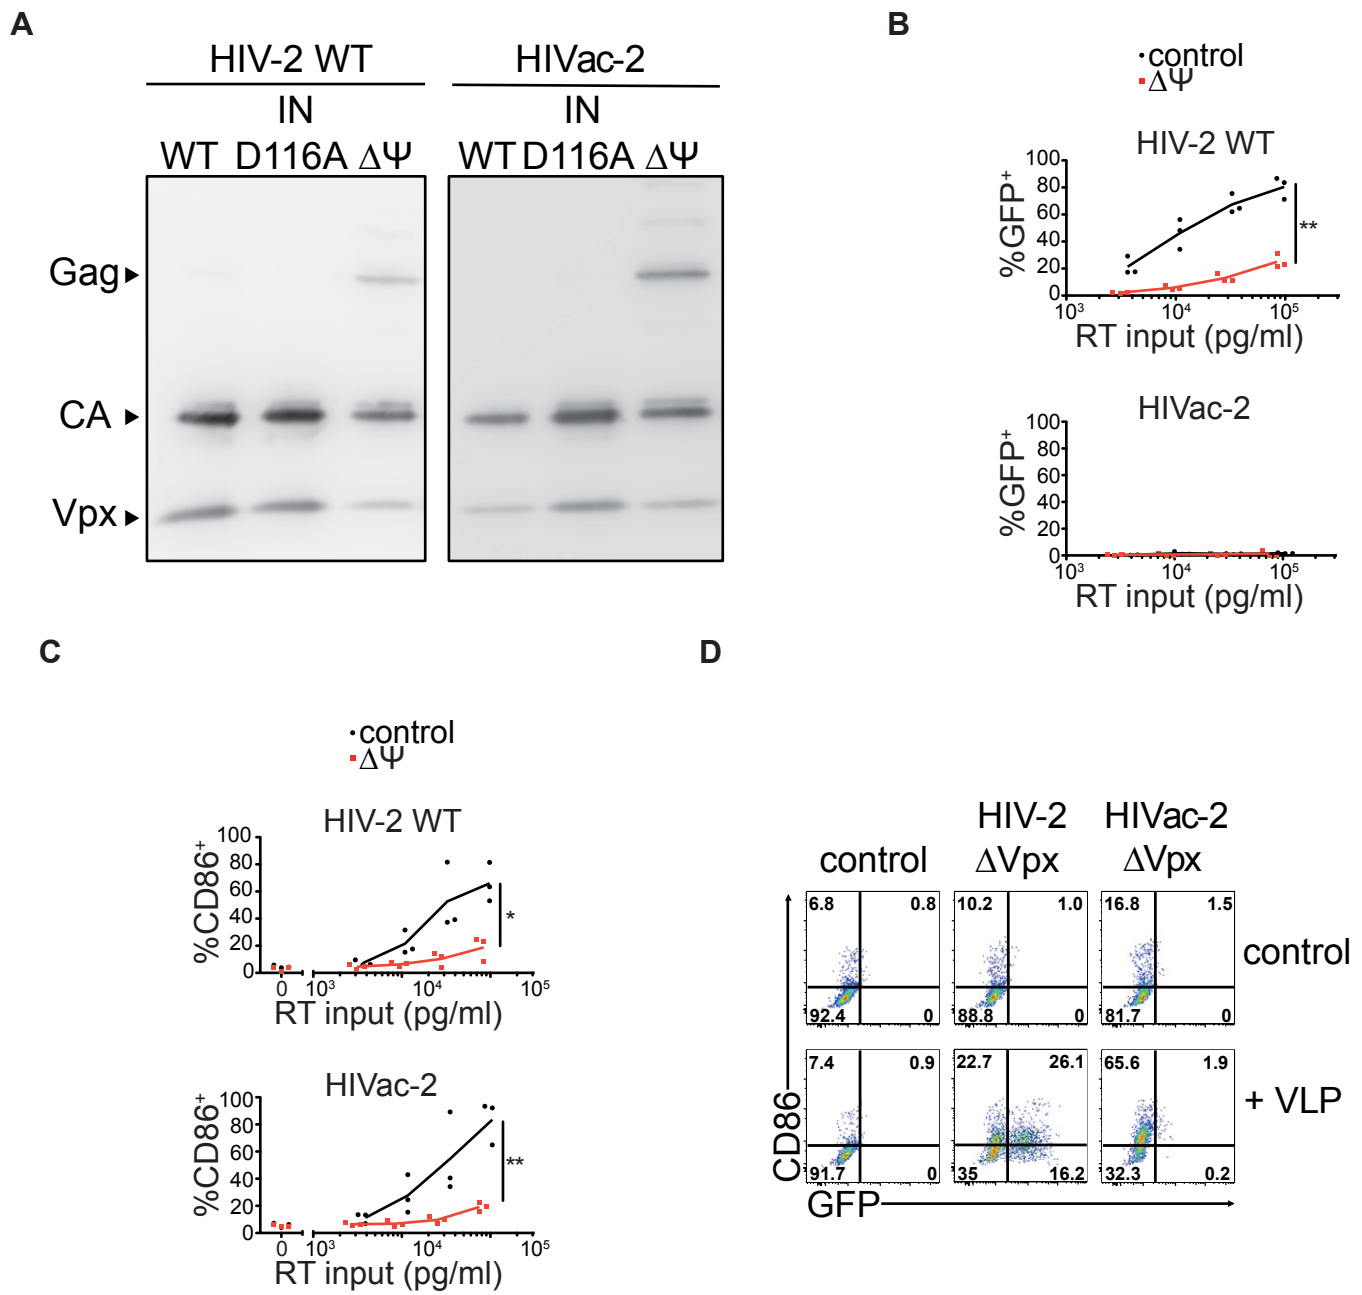 A
HIV-2 WT
HIVac-2
IN
IN
WT D116A ΔΨ
WT D116A ΔΨ
Gag
CA
Vpx
B
control
ΔΨ
HIV-2 WT
%GFP+
100
80
60
40
20
0
**
10³ 10⁴ 10⁵
RT input (pg/ml)
HIVac-2
%GFP+
100
80
60
40
20
0
10³ 10⁴ 10⁵
RT input (pg/ml)
C
control
ΔΨ
HIV-2 WT
%CD86+
100
80
60
40
20
0
*
0 10³ 10⁴ 10⁵
RT input (pg/ml)
HIVac-2
%CD86+
100
80
60
40
20
0
**
0 10³ 10⁴ 10⁵
RT input (pg/ml)
D
control
HIV-2 ΔVpx
HIVac-2 ΔVpx
6.8 0.8 10.2 1.0 16.8 1.5
control
92.4 0 88.8 0 81.7 0
7.4 0.9 22.7 26.1 65.6 1.9
+ VLP
91.7 0 35 16.2 32.3 0.2
CD86
GFP